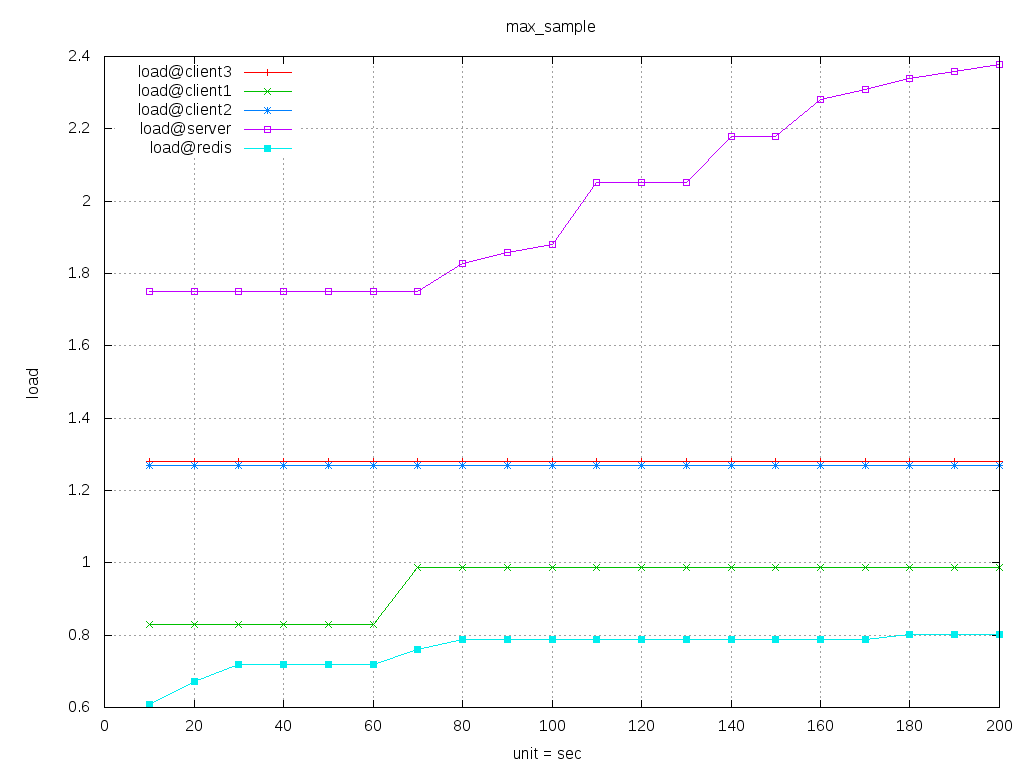 max_sample
load@client3
load@client1
load@client2
load@server
load@redis
2.4
2.2
2
1.8
1.6
1.4
1.2
1
0.8
0.6
load
0 20 40 60 80 100 120 140 160 180 200
unit = sec